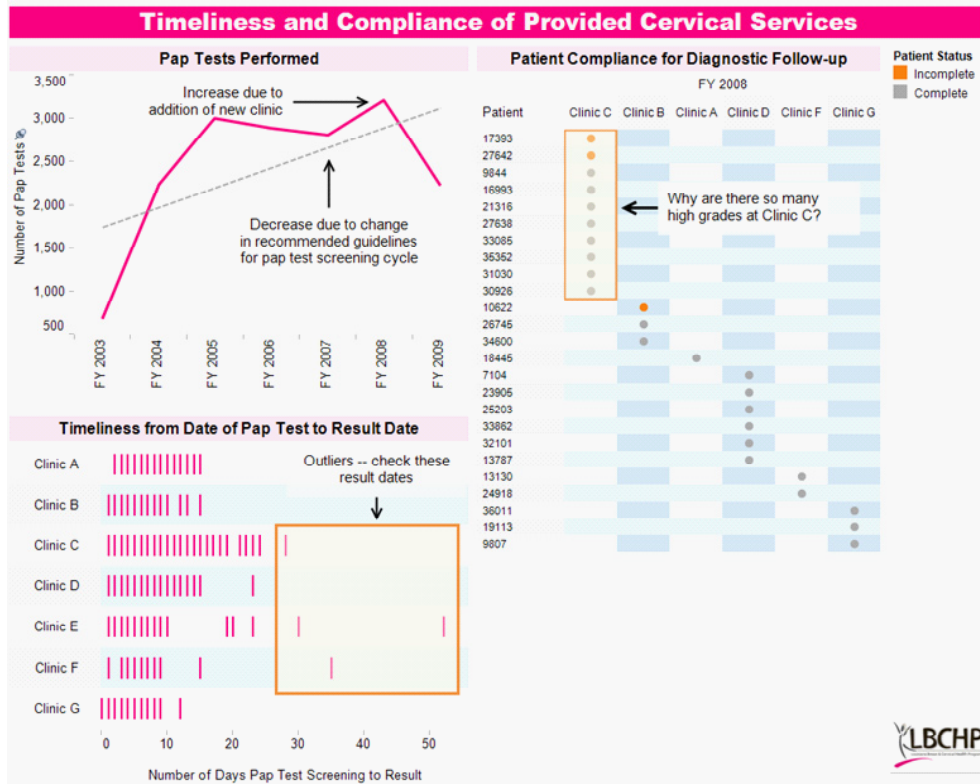 Timeliness and Compliance of Provided Cervical Services
Pap Tests Performed
3,500
3,000
2,500
2,000
1,500
1,000
500
Number of Pap Tests
Increase due to
addition of new clinic
Decrease due to change
in recommended guidelines
for pap test screening cycle
FY 2003
FY 2004
FY 2005
FY 2006
FY 2007
FY 2008
FY 2009
Timeliness from Date of Pap Test to Result Date
Clinic A
Clinic B
Clinic C
Clinic D
Clinic E
Clinic F
Clinic G
Outliers -- check these
result dates
0 10 20 30 40 50
Number of Days Pap Test Screening to Result
Patient Compliance for Diagnostic Follow-up
FY 2008
Patient Clinic C Clinic B Clinic A Clinic D Clinic F Clinic G
17393
27642
9844
16993
21316
27638
33085
36352
31030
30926
10622
26745
34600
18445
7104
23905
25203
33862
32101
13787
13130
24918
36011
19113
9807
Why are there so many
high grades at Clinic C?
Patient Status
Incomplete
Complete
LBCHP